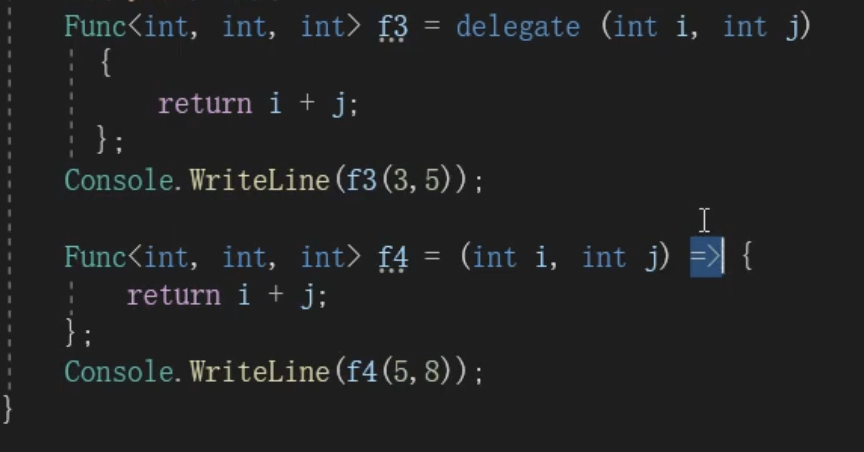 Func<int, int, int> f3 = delegate (int i, int j)
{
return i + j;
};
Console.WriteLine(f3(3,5));
Func<int, int, int> f4 = (int i, int j) => {
return i + j;
};
Console.WriteLine(f4(5,8));
}